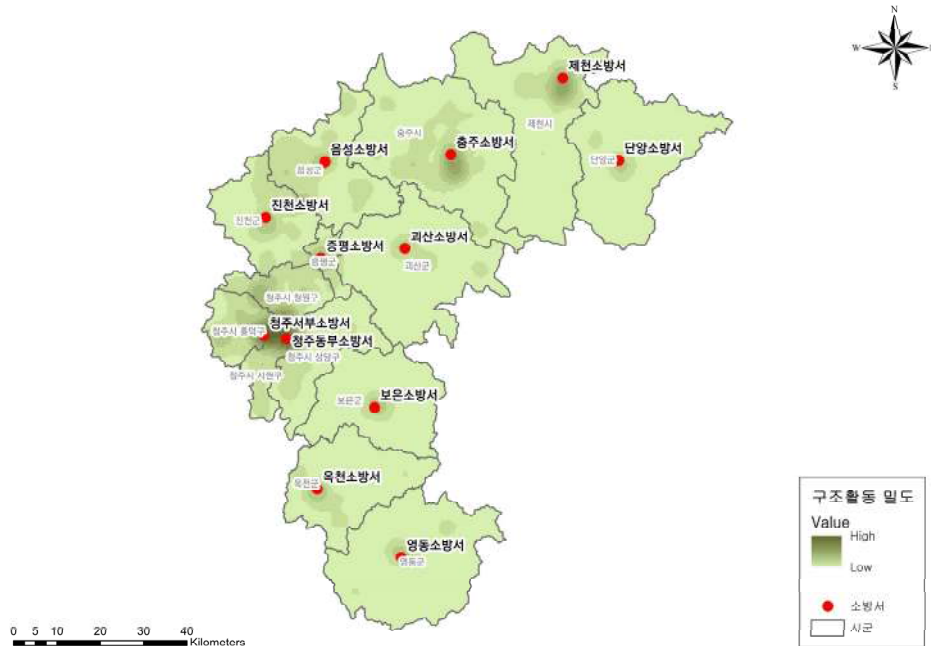 N
W
E
S
제천소방서
제천시
충주시
충주소방서
단양소방서
단양군
음성소방서
음성군
진천소방서
진천군
증평소방서
증평군
괴산소방서
괴산군
청주시 청원구
청주서부소방서
청주시 흥덕구
청주동부소방서
청주시 상당구
청주시 서원구
보은소방서
보은군
옥천소방서
옥천군
영동소방서
영동군
구조활동 밀도
Value
High
Low
소방서
시군
0 5 10 20 30 40
Kilometers